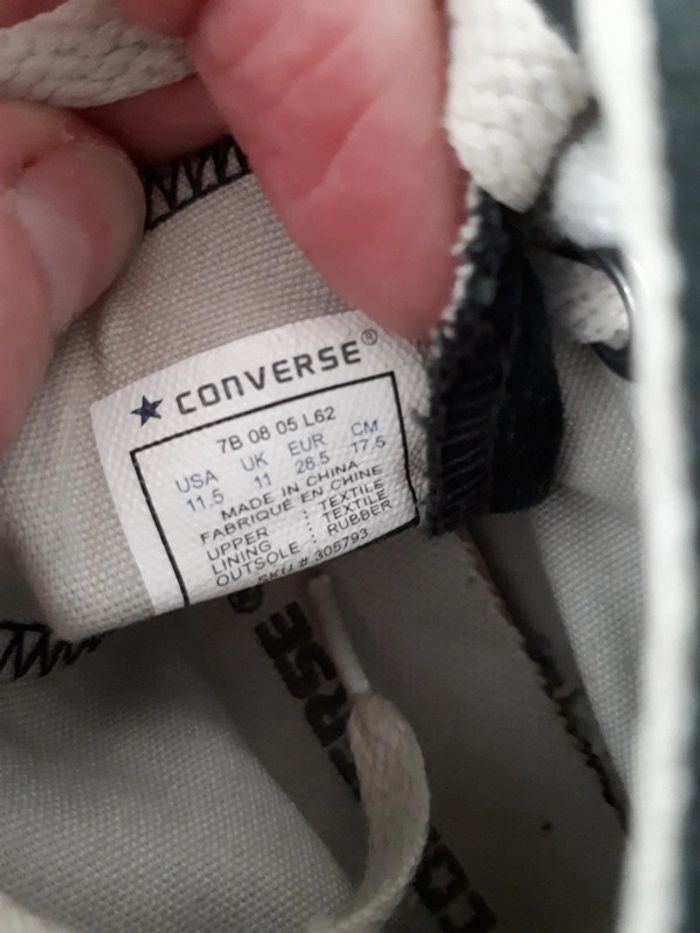 CONVERSE®
7B 08 05 L62
USA UK EUR CM
11.5 11 28.5 17.5
MADE IN CHINA
FABRIQUE EN CHINE
UPPER : TEXTILE
LINING : TEXTILE
OUTSOLE : RUBBER
SKU # 305793